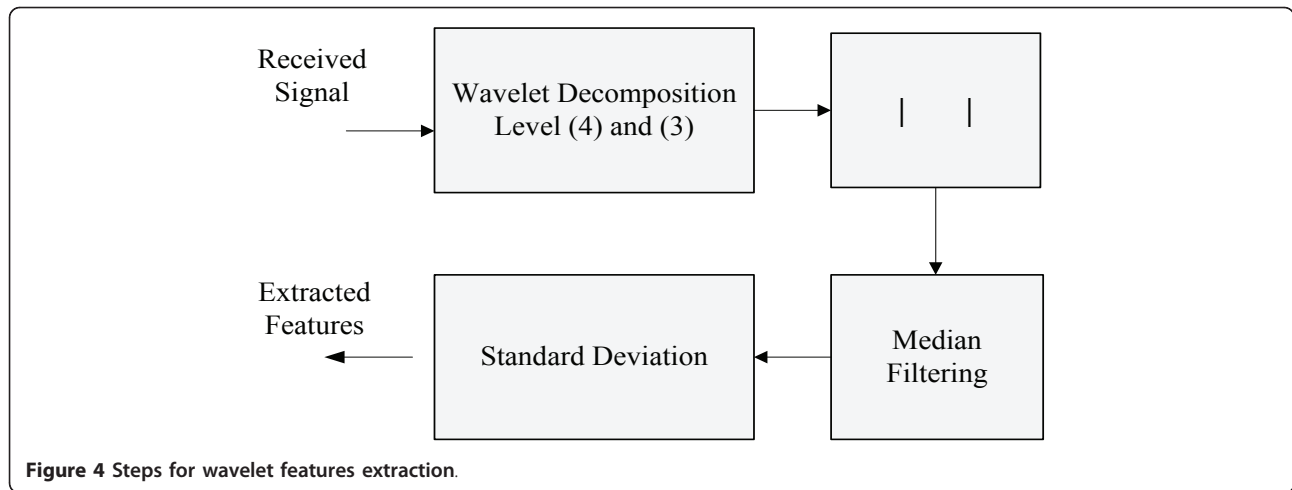 Received
Signal
Wavelet Decomposition
Level (4) and (3)
| |
Median
Filtering
Standard Deviation
Extracted
Features
Figure 4 Steps for wavelet features extraction.